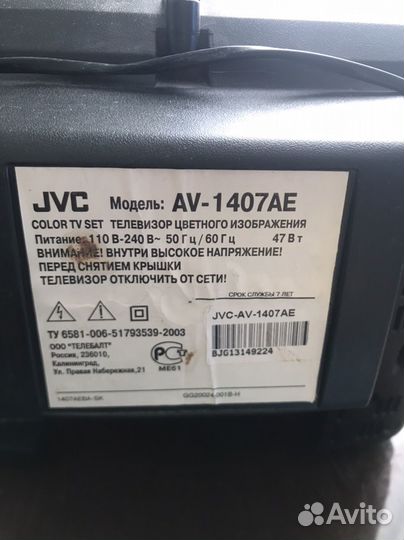 JVC Модель: AV-1407AE
COLOR TV SET ТЕЛЕВИЗОР ЦВЕТНОГО ИЗОБРАЖЕНИЯ
Питание: 110 В-240 В~ 50 Гц / 60 Гц 47 Вт
ВНИМАНИЕ! ВНУТРИ ВЫСОКОЕ НАПРЯЖЕНИЕ!
ПЕРЕД СНЯТИЕМ КРЫШКИ
ТЕЛЕВИЗОР ОТКЛЮЧИТЬ ОТ СЕТИ!
СРОК СЛУЖБЫ 7 ЛЕТ
JVC-AV-1407AE
BJG13149224
ТУ 6581-006-51793539-2003
ООО "ТЕЛЕБАЛТ"
Россия, 236010,
Калининград,
Ул. Правая Набережная, 21
МЕ61
1407AEBA-SK
GG20024-001B-H
Avito